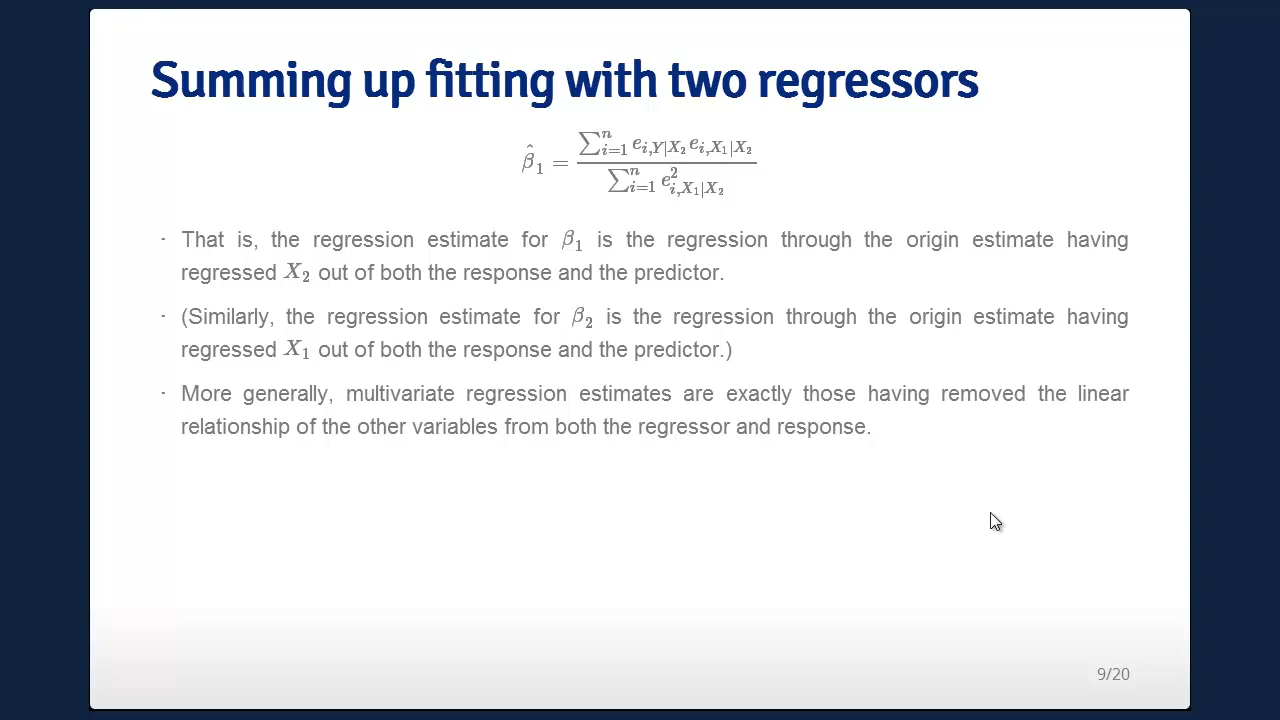 Summing up fitting with two regressors
β̂₁ = ∑ⁿᵢ₌₁ e_{i,Y|X₂} e_{i,X₁|X₂} / ∑ⁿᵢ₌₁ e²_{i,X₁|X₂}
· That is, the regression estimate for β₁ is the regression through the origin estimate having
regressed X₂ out of both the response and the predictor.
· (Similarly, the regression estimate for β₂ is the regression through the origin estimate having
regressed X₁ out of both the response and the predictor.)
· More generally, multivariate regression estimates are exactly those having removed the linear
relationship of the other variables from both the regressor and response.
9/20